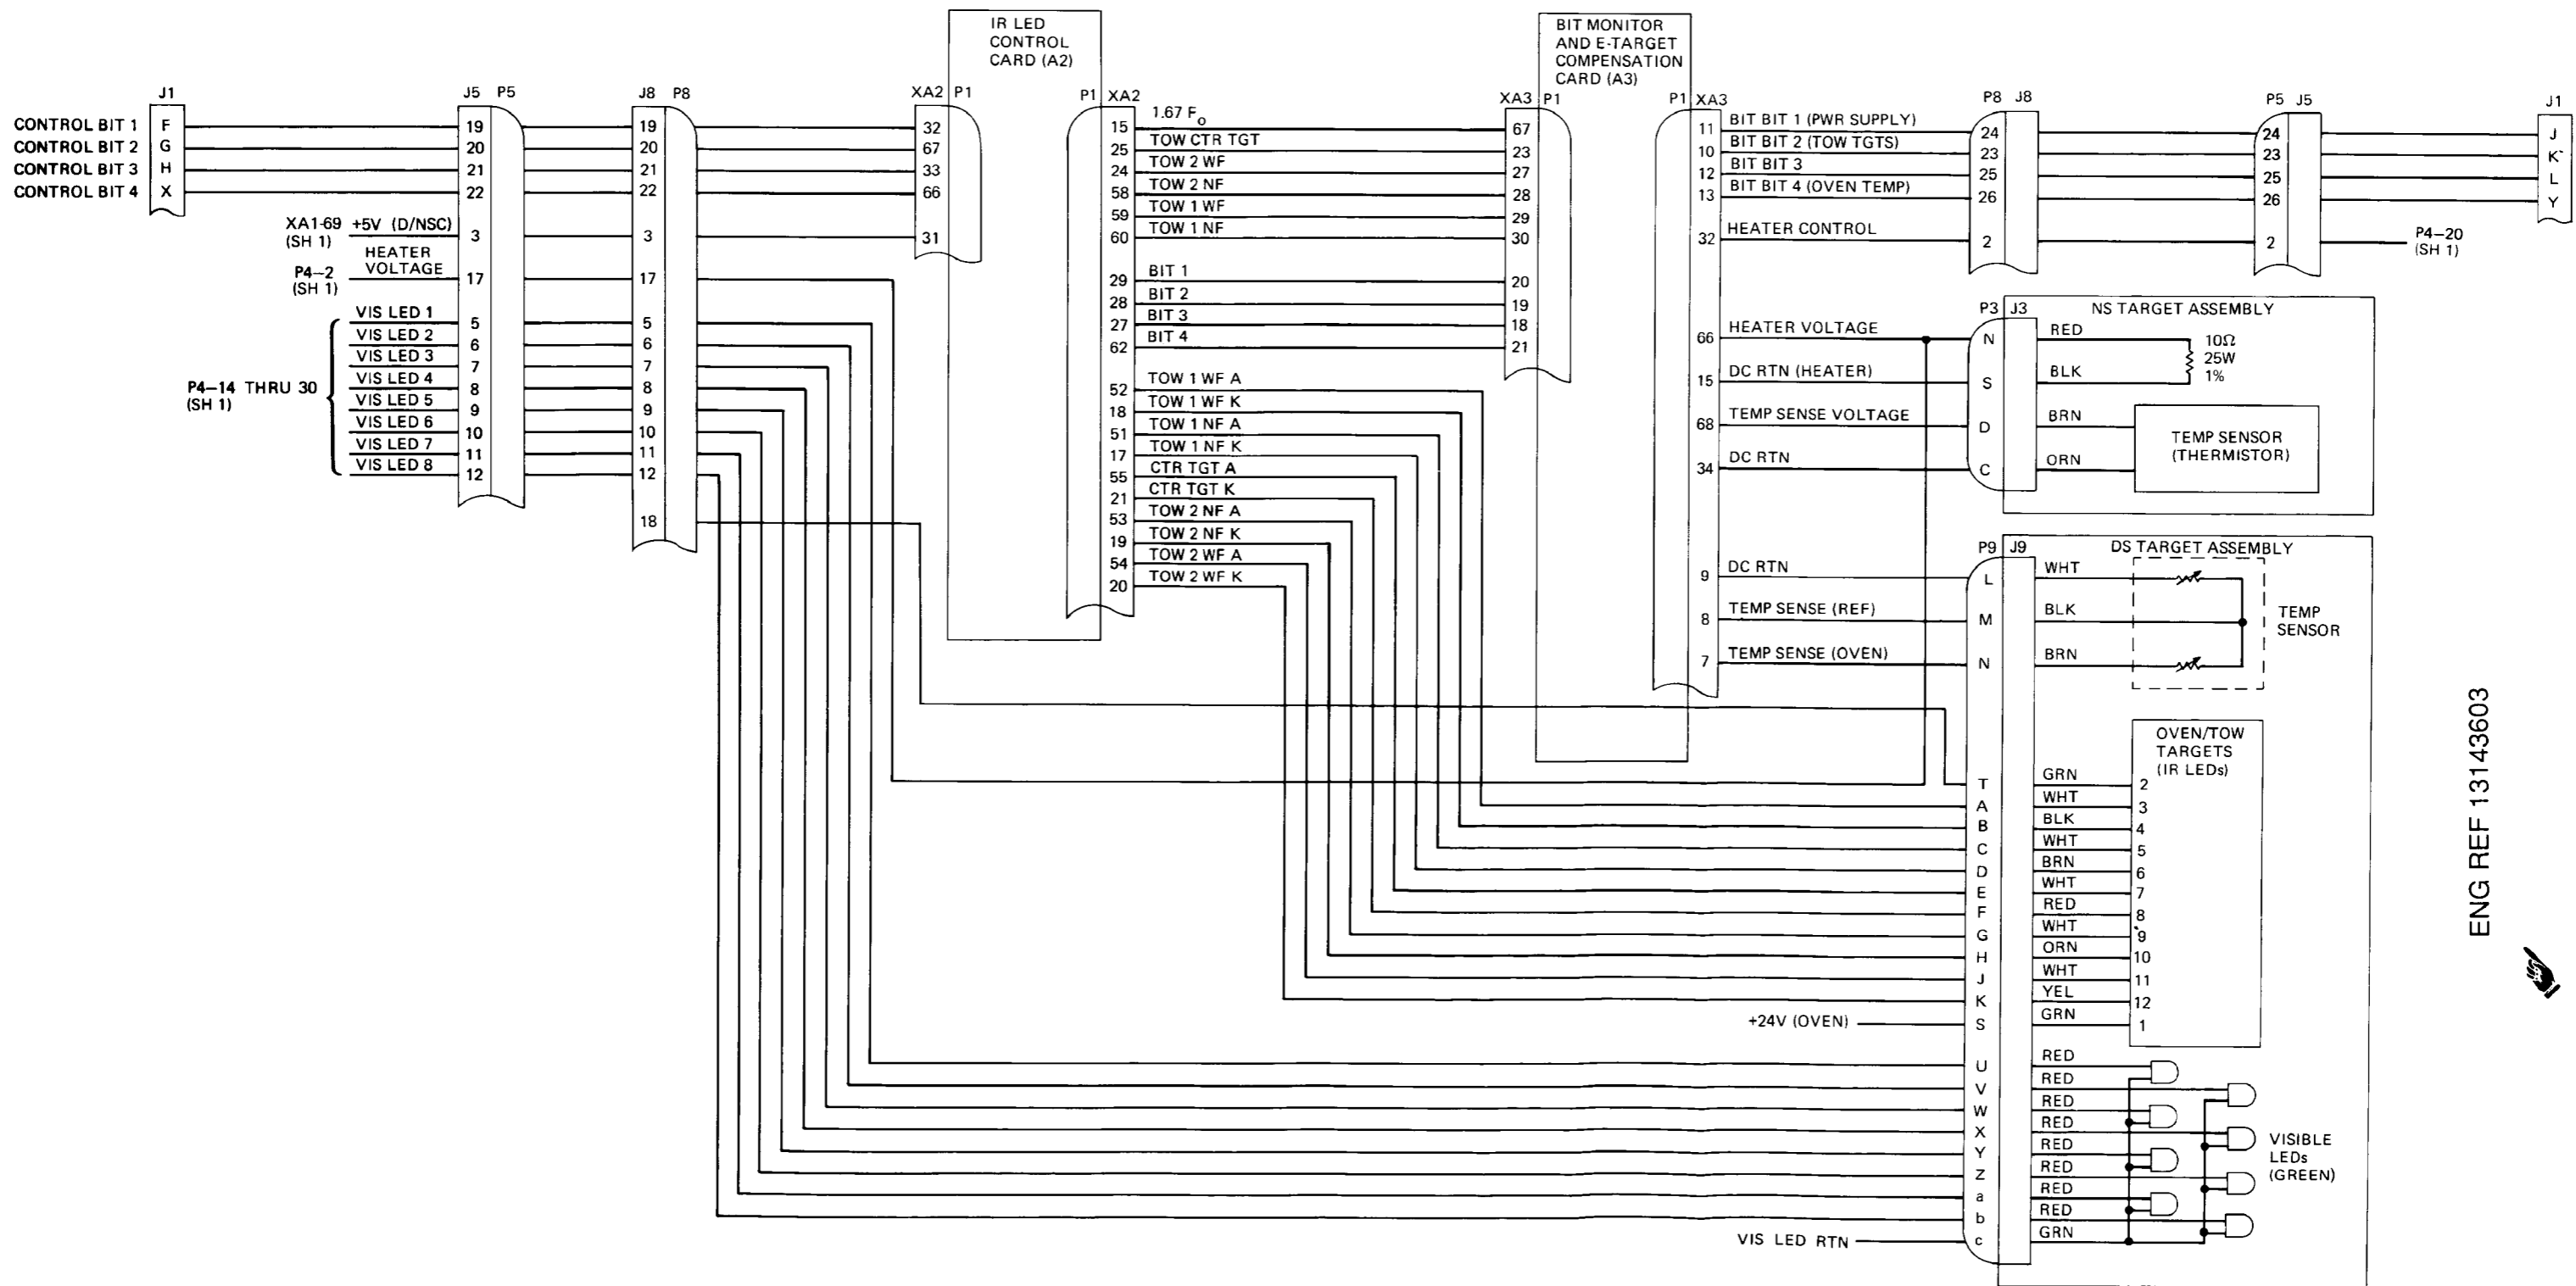 IR LED
CONTROL
CARD (A2)
BIT MONITOR
AND E-TARGET
COMPENSATION
CARD (A3)
J1
J5 P5
J8 P8
XA2 P1
P1 XA2
XA3 P1
P1 XA3
P8 J8
P5 J5
J1
CONTROL BIT 1 F 19 19 32
CONTROL BIT 2 G 20 20 67
CONTROL BIT 3 H 21 21 33
CONTROL BIT 4 X 22 22 66
XA1-69
(SH 1)
+5V (D/NSC) 3 3 31
P4-2
(SH 1)
HEATER
VOLTAGE 17 17
P4-14 THRU 30
(SH 1)
VIS LED 1 5 5
VIS LED 2 6 6
VIS LED 3 7 7
VIS LED 4 8 8
VIS LED 5 9 9
VIS LED 6 10 10
VIS LED 7 11 11
VIS LED 8 12 12
18
15 1.67 Fo 67
25 TOW CTR TGT 23
24 TOW 2 WF 27
58 TOW 2 NF 28
59 TOW 1 WF 29
60 TOW 1 NF 30
29 BIT 1 20
28 BIT 2 19
27 BIT 3 18
62 BIT 4 21
52 TOW 1 WF A
18 TOW 1 WF K
51 TOW 1 NF A
17 TOW 1 NF K
55 CTR TGT A
21 CTR TGT K
53 TOW 2 NF A
19 TOW 2 NF K
54 TOW 2 WF A
20 TOW 2 WF K
11 BIT BIT 1 (PWR SUPPLY) 24 24 J
10 BIT BIT 2 (TOW TGTS) 23 23 K
12 BIT BIT 3 25 25 L
13 BIT BIT 4 (OVEN TEMP) 26 26 Y
32 HEATER CONTROL 2 2 P4-20
(SH 1)
P3 J3 NS TARGET ASSEMBLY
66 HEATER VOLTAGE N RED
10Ω
25W
1%
15 DC RTN (HEATER) S BLK
68 TEMP SENSE VOLTAGE D BRN
34 DC RTN C ORN
TEMP SENSOR
(THERMISTOR)
P9 J9 DS TARGET ASSEMBLY
9 DC RTN L WHT
8 TEMP SENSE (REF) M BLK
7 TEMP SENSE (OVEN) N BRN
TEMP
SENSOR
OVEN/TOW
TARGETS
(IR LEDs)
T GRN 2
A WHT 3
B BLK 4
C WHT 5
D BRN 6
E WHT 7
F RED 8
G WHT 9
H ORN 10
J WHT 11
K YEL 12
+24V (OVEN) S GRN 1
U RED
V RED
W RED
X RED
Y RED
Z RED
a RED
b RED
VIS LED RTN c GRN
VISIBLE
LEDs
(GREEN)
ENG REF 13143603